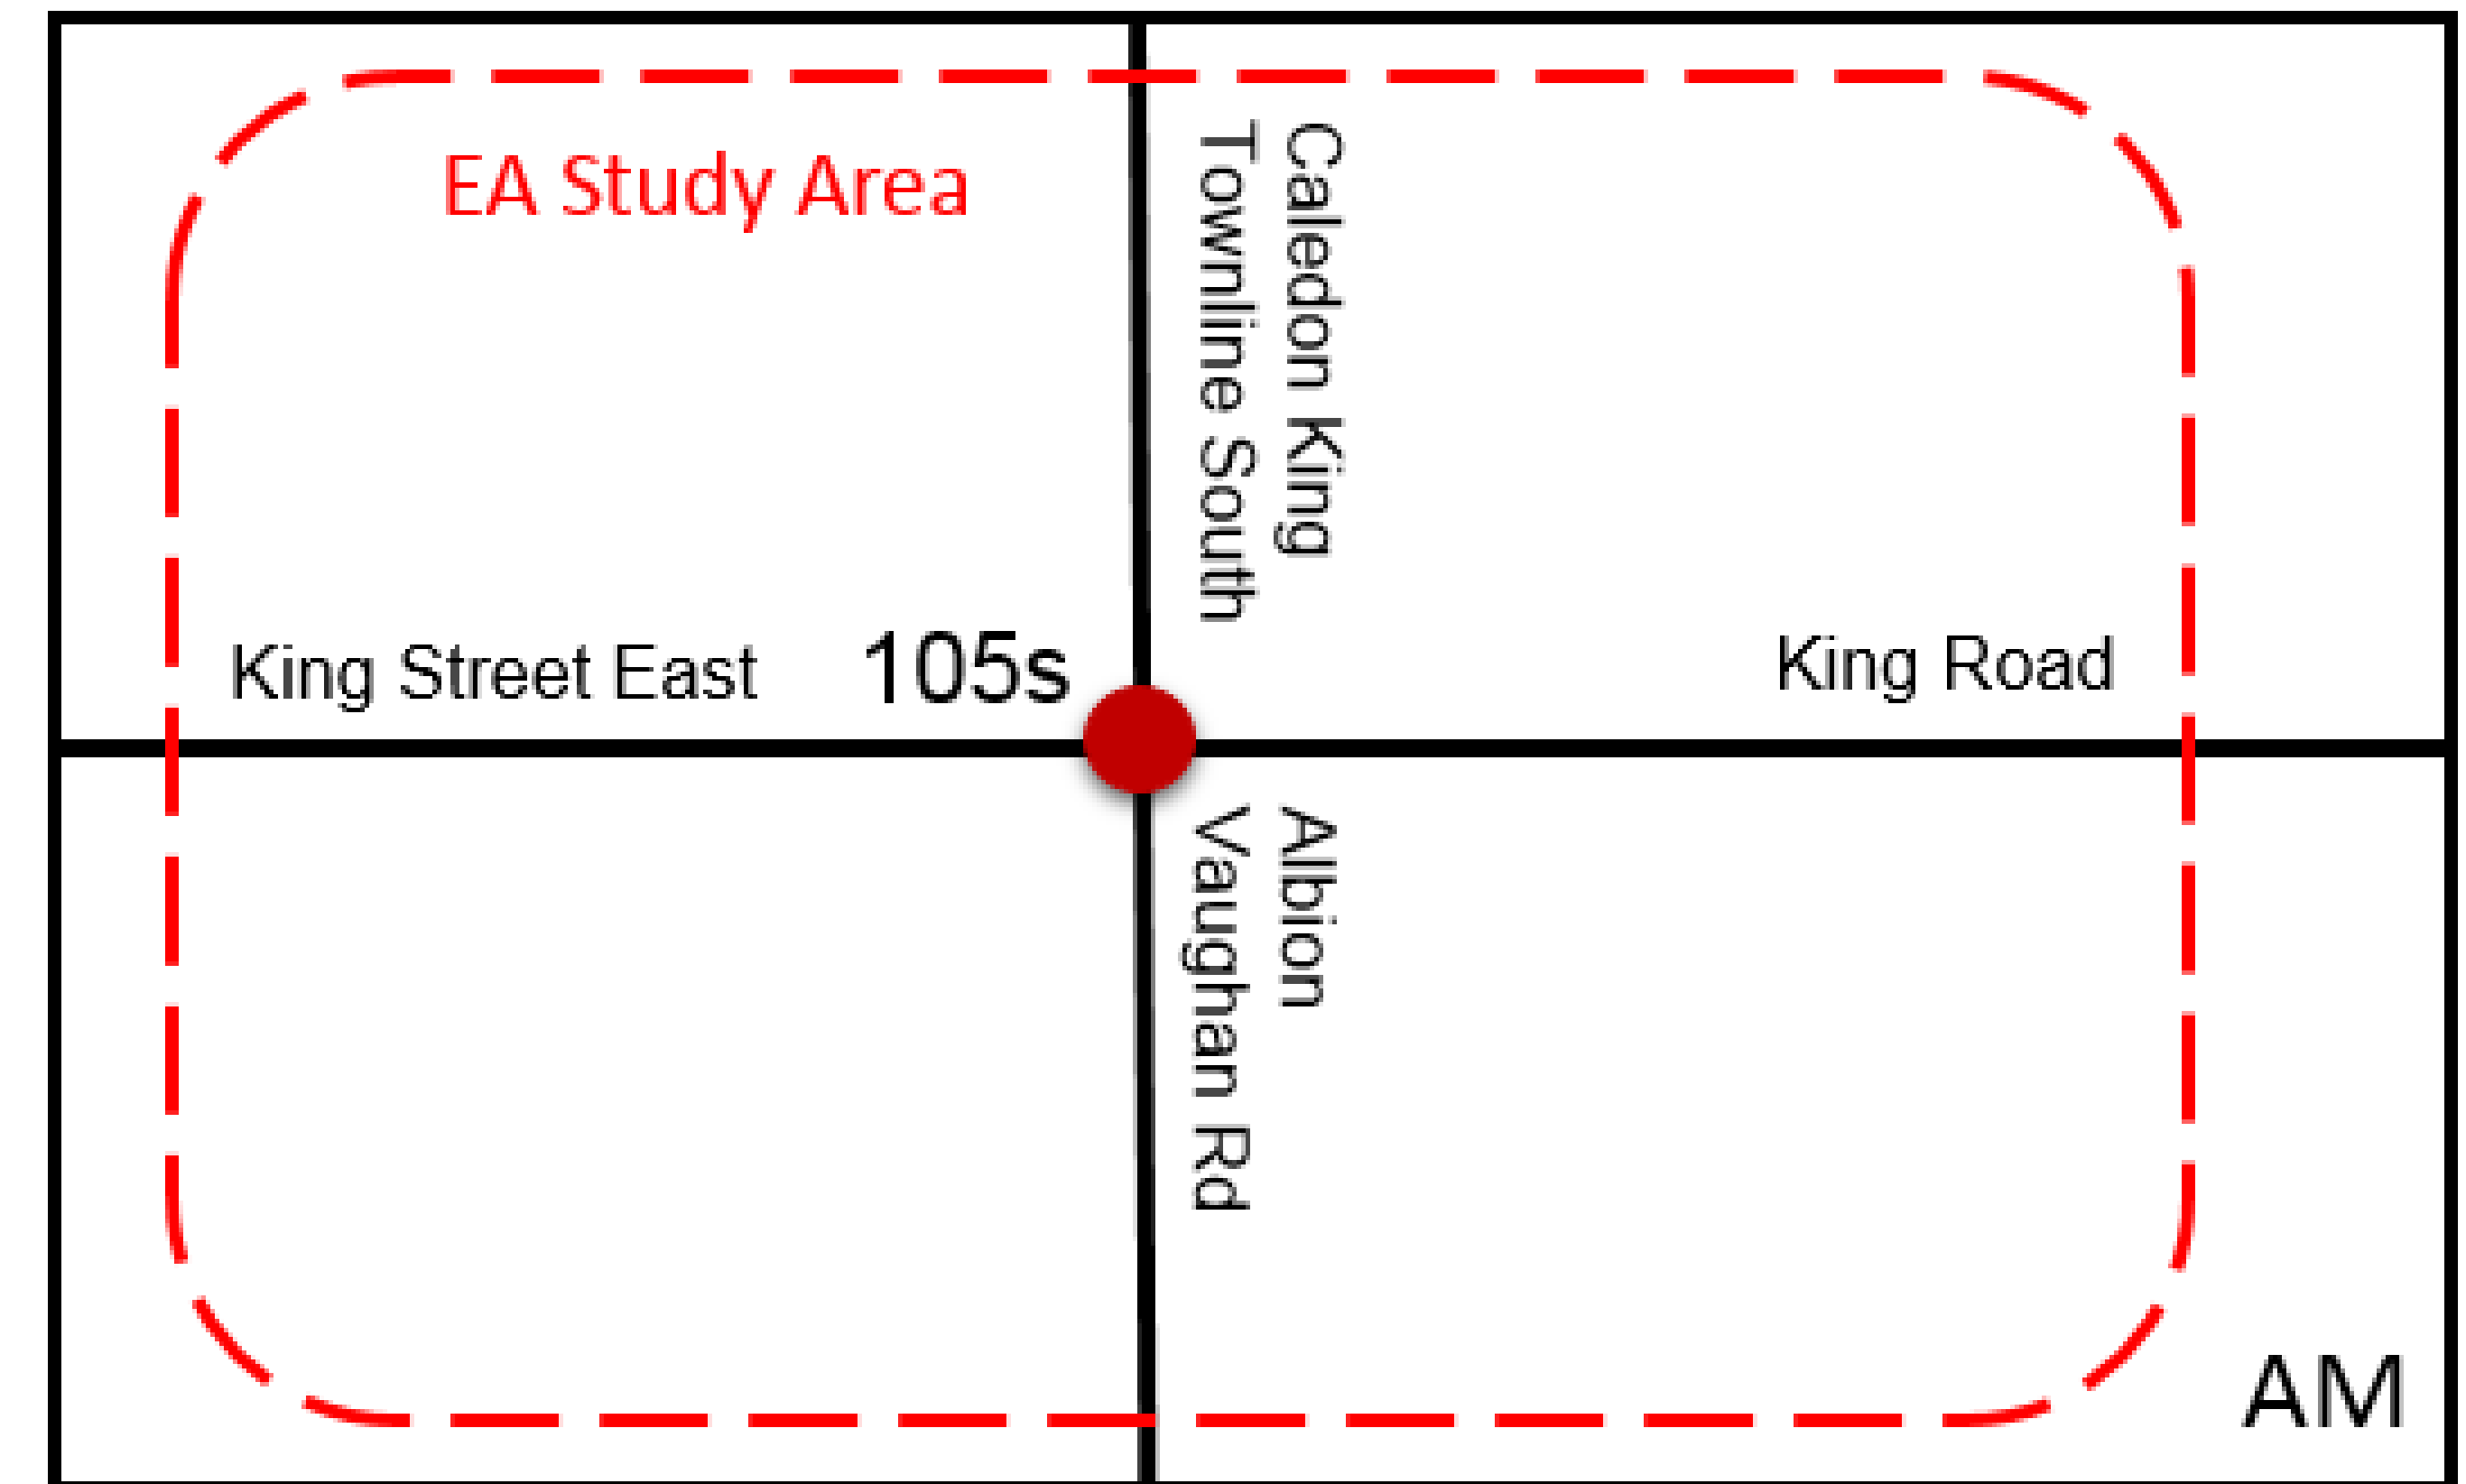 EA Study Area
Caledon King
Townline South
King Street East
105s
King Road
Albion
Vaughan Rd
AM